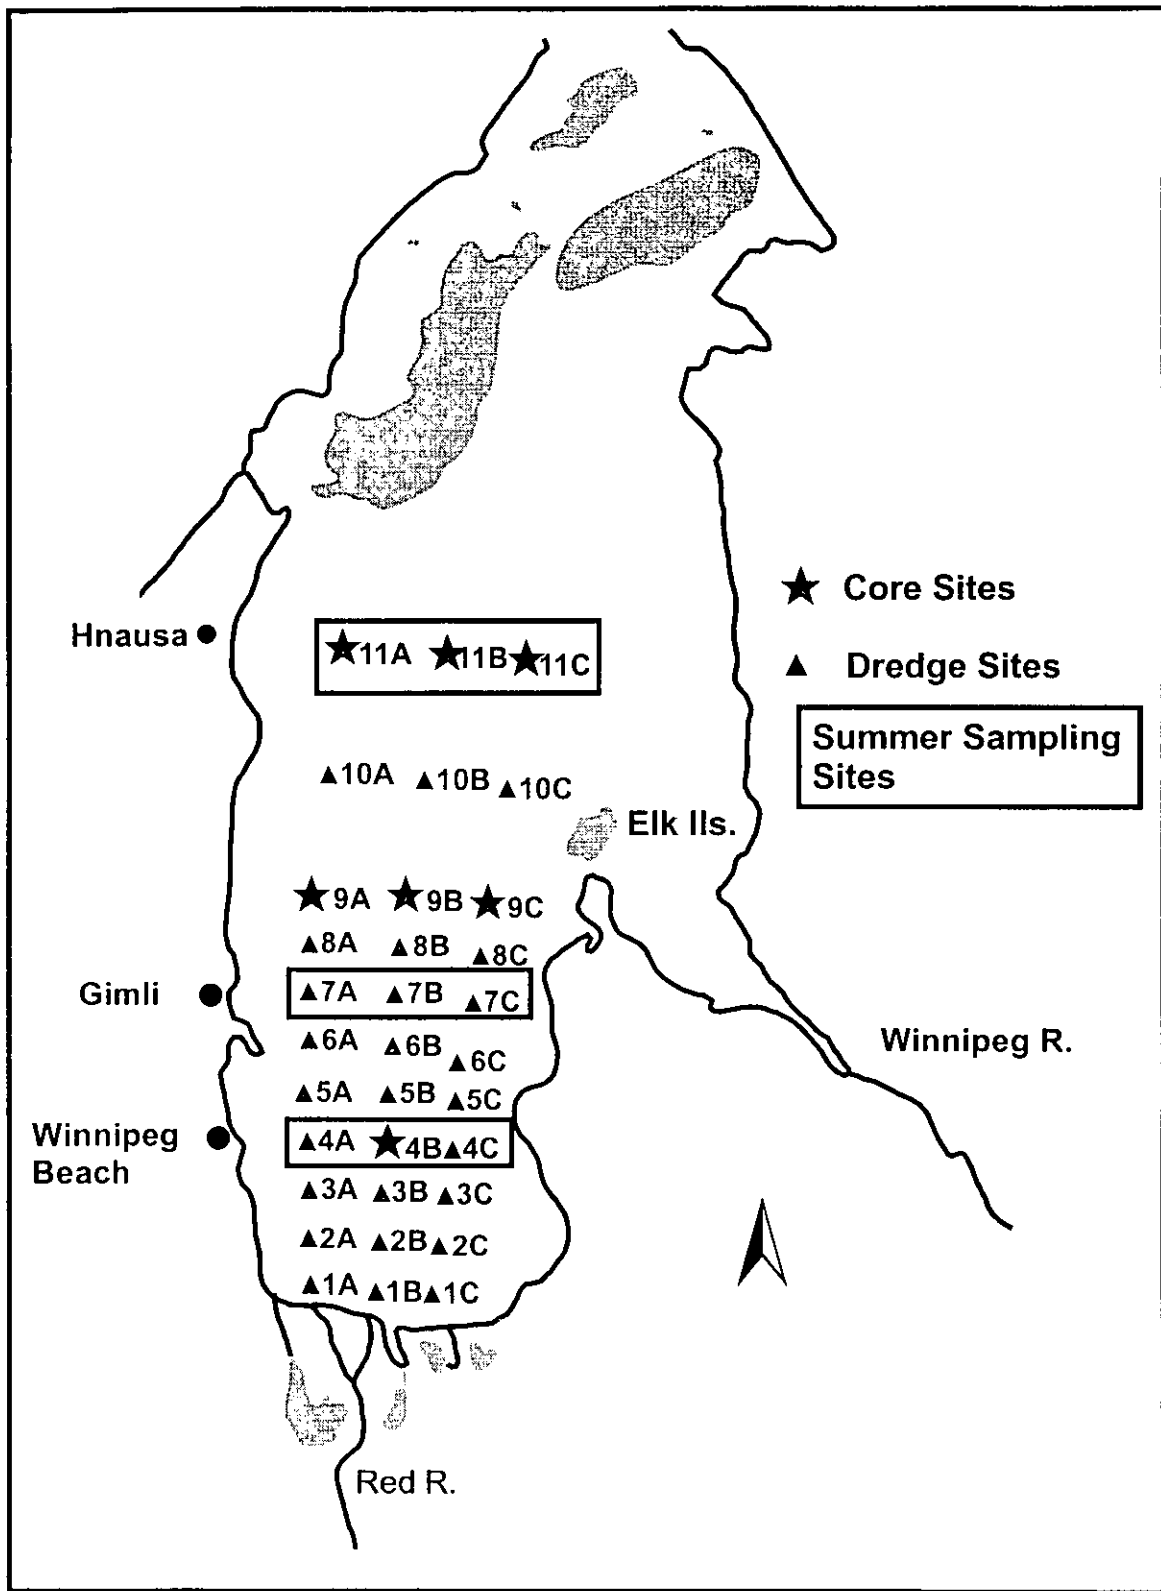 Core Sites
Hnausa
11A 11B 11C
Dredge Sites
Summer Sampling
Sites
10A 10B 10C
Elk Ils.
9A 9B 9C
8A 8B 8C
Gimli
7A 7B 7C
6A 6B 6C
Winnipeg R.
5A 5B 5C
Winnipeg
Beach
4A 4B 4C
3A 3B 3C
2A 2B 2C
1A 1B 1C
Red R.